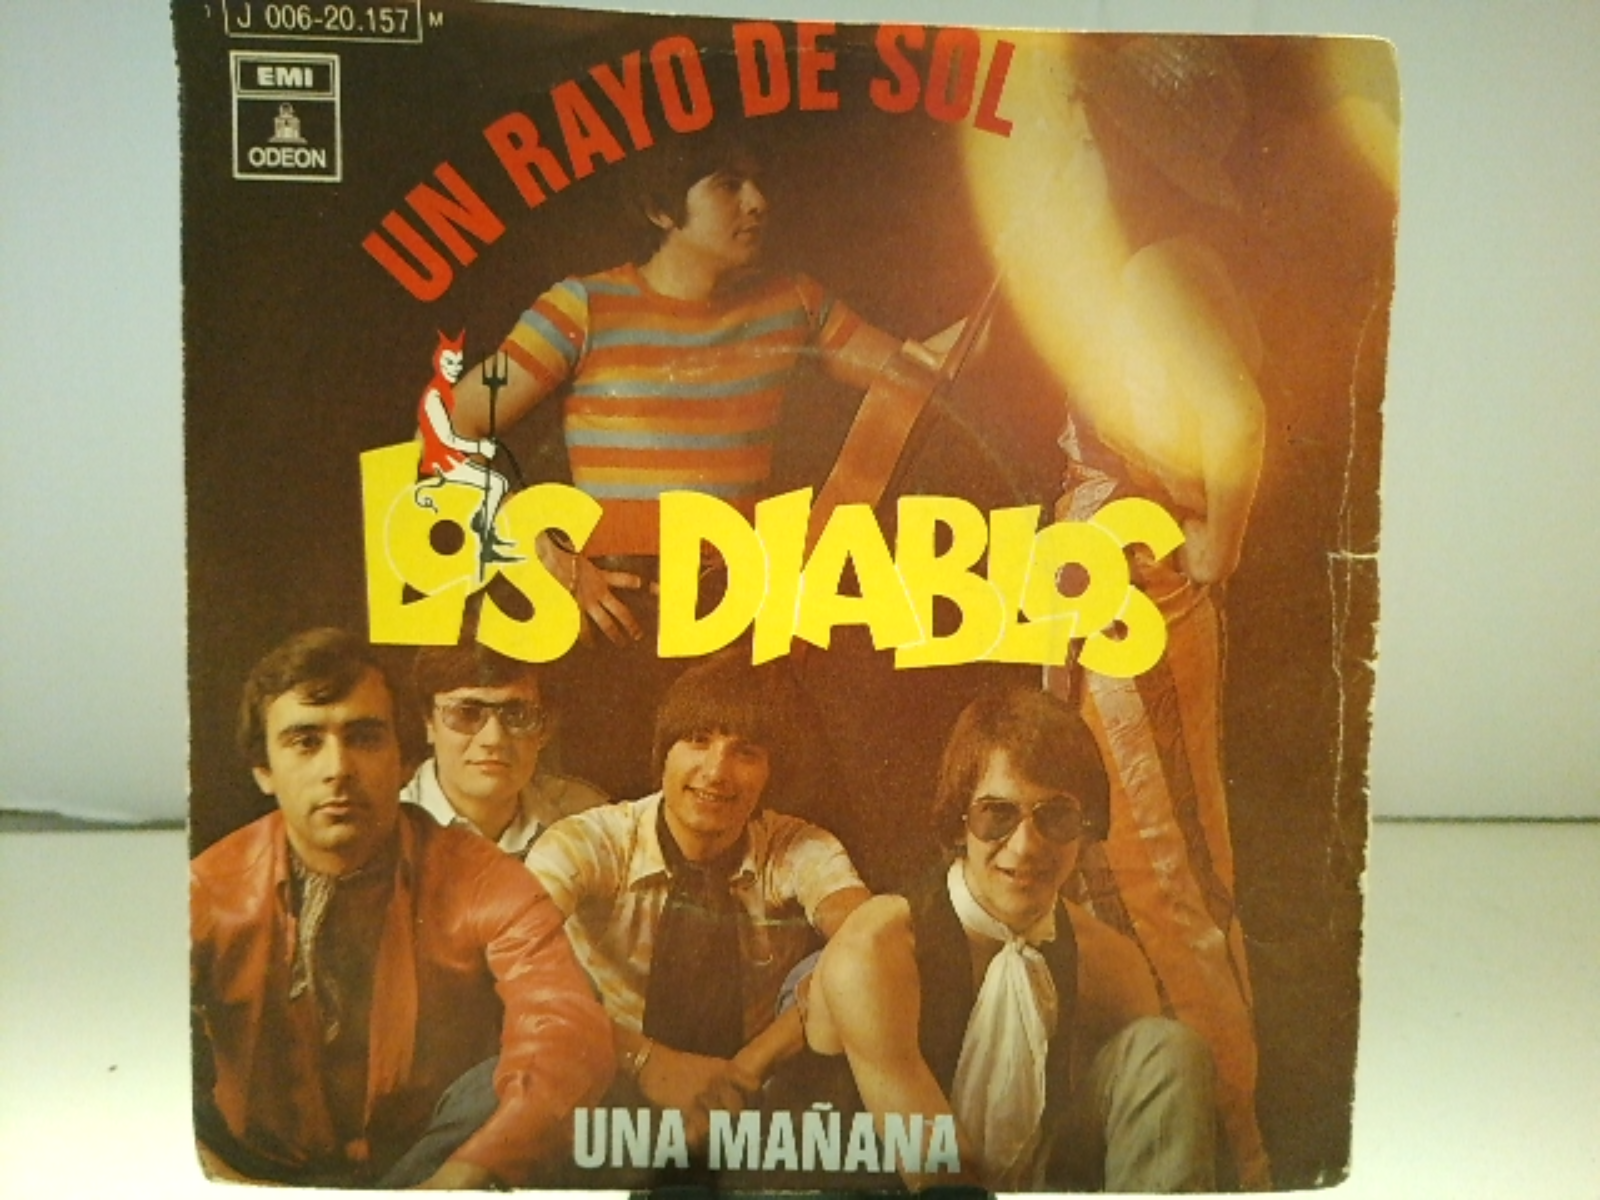 J 006-20.157 M
EMI
ODEON
UN RAYO DE SOL
LOS DIABLOS
UNA MAÑANA